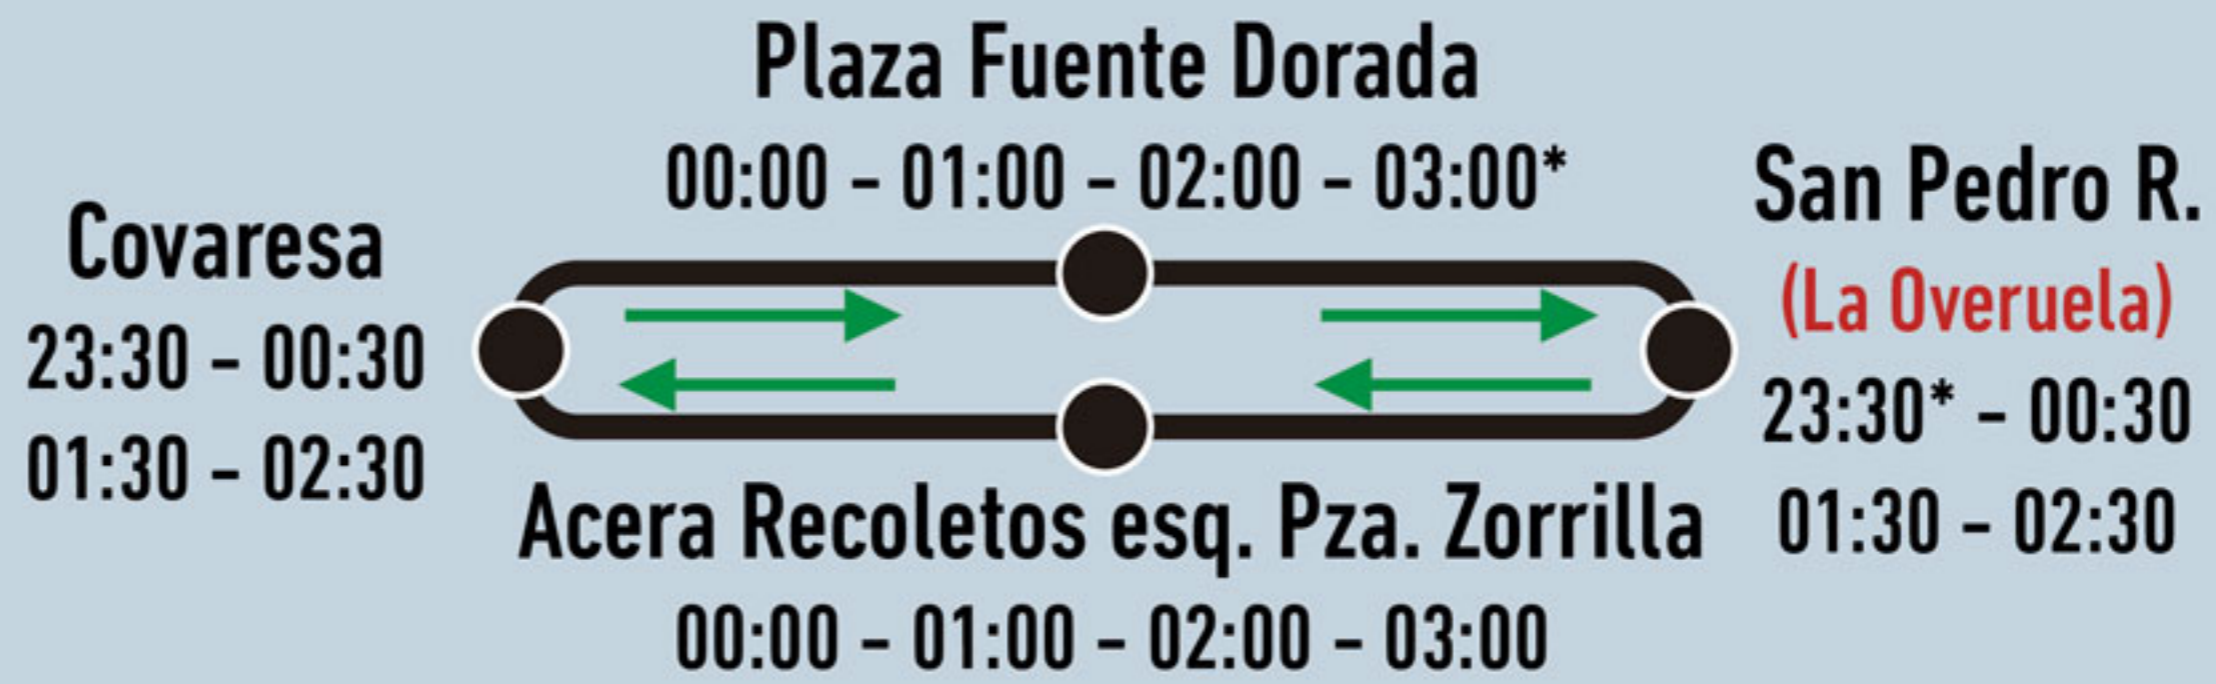 Plaza Fuente Dorada
00:00 - 01:00 - 02:00 - 03:00*
Covaresa
23:30 - 00:30
01:30 - 02:30
San Pedro R.
(La Overuela)
23:30* - 00:30
01:30 - 02:30
Acera Recoletos esq. Pza. Zorrilla
00:00 - 01:00 - 02:00 - 03:00